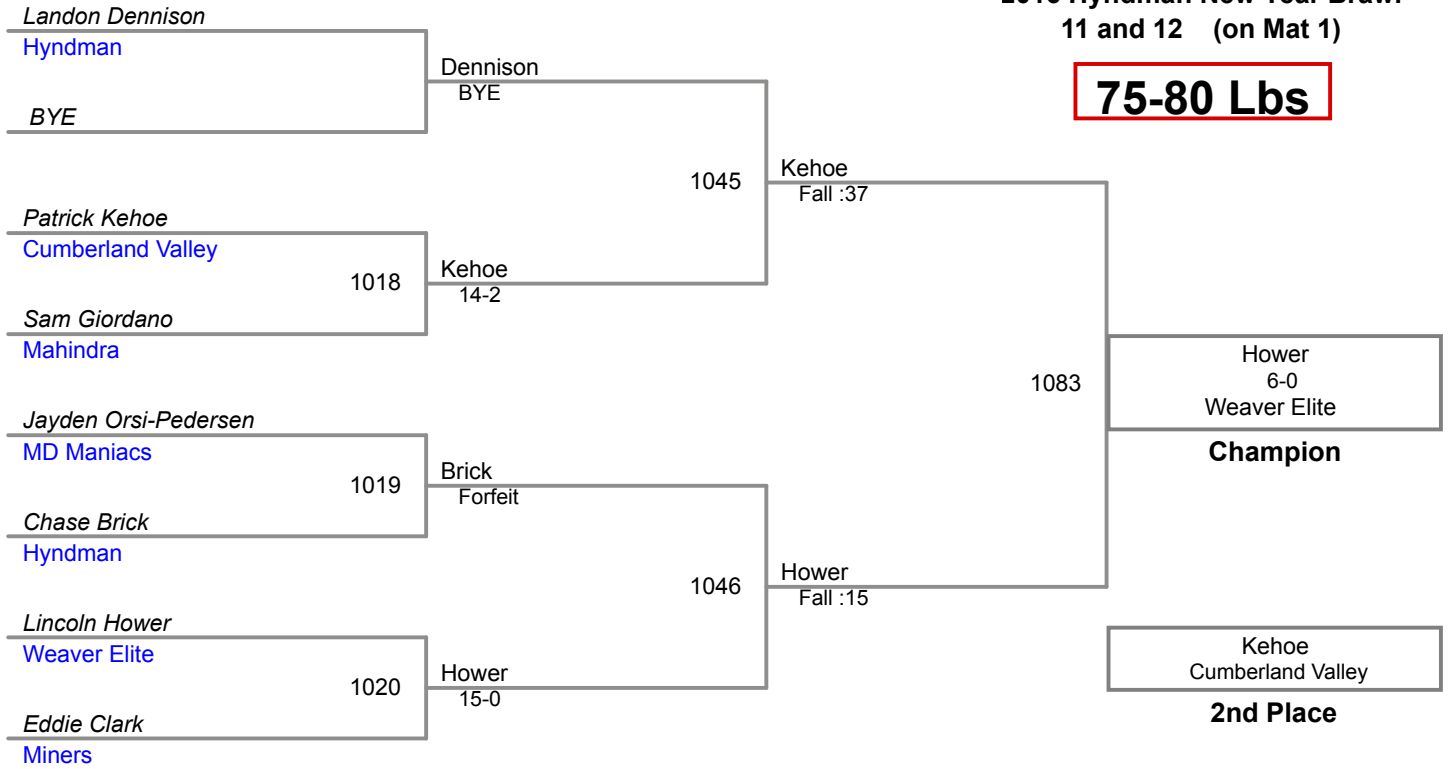 11 and 12 (on Mat 1)
75-80 Lbs
Landon Dennison
Hyndman
Dennison
BYE
BYE
1045
Kehoe
Fall :37
Patrick Kehoe
Cumberland Valley
1018
Kehoe
14-2
Sam Giordano
Mahindra
1083
Hower
6-0
Weaver Elite
Champion
Jayden Orsi-Pedersen
MD Maniacs
1019
Brick
Forfeit
Chase Brick
Hyndman
1046
Hower
Fall :15
Lincoln Hower
Weaver Elite
1020
Hower
15-0
Eddie Clark
Miners
Kehoe
Cumberland Valley
2nd Place